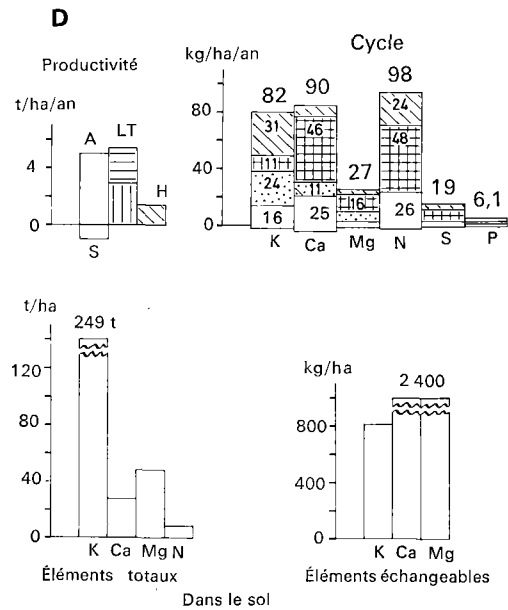 D
Productivité
t/ha/an
4
0
A
LT
H
S
Cycle
kg/ha/an
80
40
0
82
90
27
98
19
6,1
31
11
24
16
46
11
25
16
24
48
26
K
Ca
Mg
N
S
P
t/ha
249 t
120
80
40
0
K Ca Mg N
Éléments totaux
kg/ha
2 400
800
400
0
K Ca Mg
Éléments échangeables
Dans le sol